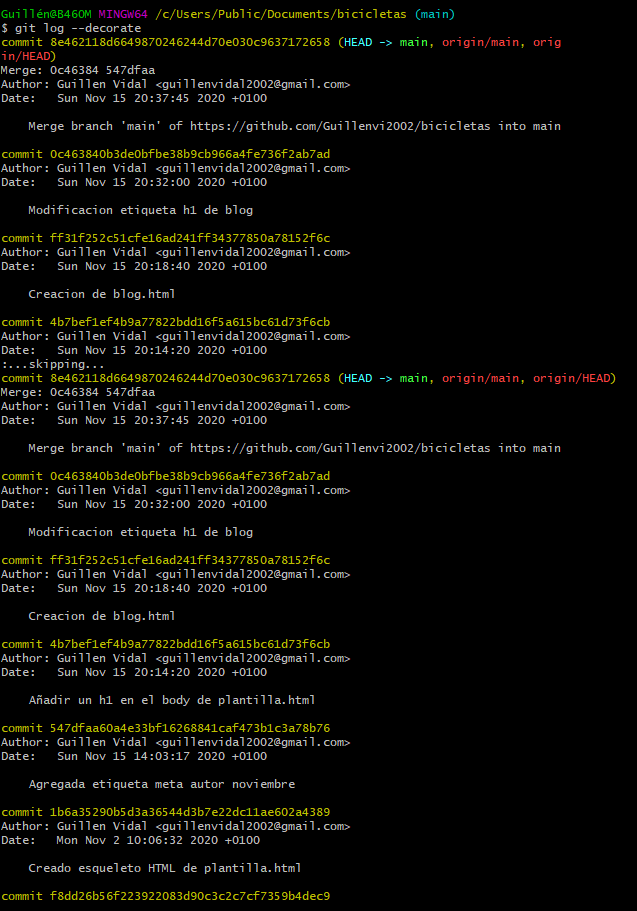 Guillén@B460M MINGW64 /c/Users/Public/Documents/bicicletas (main)
$ git log --decorate
commit 8e462118d6649870246244d70e030c9637172658 (HEAD -> main, origin/main, orig
in/HEAD)
Merge: 0c46384 547dfaa
Author: Guillen Vidal <guillenvidal2002@gmail.com>
Date:   Sun Nov 15 20:37:45 2020 +0100

    Merge branch 'main' of https://github.com/Guillenvi2002/bicicletas into main

commit 0c463840b3de0bfbe38b9cb966a4fe736f2ab7ad
Author: Guillen Vidal <guillenvidal2002@gmail.com>
Date:   Sun Nov 15 20:32:00 2020 +0100

    Modificacion etiqueta h1 de blog

commit ff31f252c51cfe16ad241ff34377850a78152f6c
Author: Guillen Vidal <guillenvidal2002@gmail.com>
Date:   Sun Nov 15 20:18:40 2020 +0100

    Creacion de blog.html

commit 4b7bef1ef4b9a77822bdd16f5a615bc61d73f6cb
Author: Guillen Vidal <guillenvidal2002@gmail.com>
Date:   Sun Nov 15 20:14:20 2020 +0100
:...skipping...
commit 8e462118d6649870246244d70e030c9637172658 (HEAD -> main, origin/main, origin/HEAD)
Merge: 0c46384 547dfaa
Author: Guillen Vidal <guillenvidal2002@gmail.com>
Date:   Sun Nov 15 20:37:45 2020 +0100

    Merge branch 'main' of https://github.com/Guillenvi2002/bicicletas into main

commit 0c463840b3de0bfbe38b9cb966a4fe736f2ab7ad
Author: Guillen Vidal <guillenvidal2002@gmail.com>
Date:   Sun Nov 15 20:32:00 2020 +0100

    Modificacion etiqueta h1 de blog

commit ff31f252c51cfe16ad241ff34377850a78152f6c
Author: Guillen Vidal <guillenvidal2002@gmail.com>
Date:   Sun Nov 15 20:18:40 2020 +0100

    Creacion de blog.html

commit 4b7bef1ef4b9a77822bdd16f5a615bc61d73f6cb
Author: Guillen Vidal <guillenvidal2002@gmail.com>
Date:   Sun Nov 15 20:14:20 2020 +0100

    Añadir un h1 en el body de plantilla.html

commit 547dfaa60a4e33bf16268841caf473b1c3a78b76
Author: Guillen Vidal <guillenvidal2002@gmail.com>
Date:   Sun Nov 15 14:03:17 2020 +0100

    Agregada etiqueta meta autor noviembre

commit 1b6a35290b5d3a36544d3b7e22dc11ae602a4389
Author: Guillen Vidal <guillenvidal2002@gmail.com>
Date:   Mon Nov 2 10:06:32 2020 +0100

    Creado esqueleto HTML de plantilla.html

commit f8dd26b56f223922083d90c3c2c7cf7359b4dec9